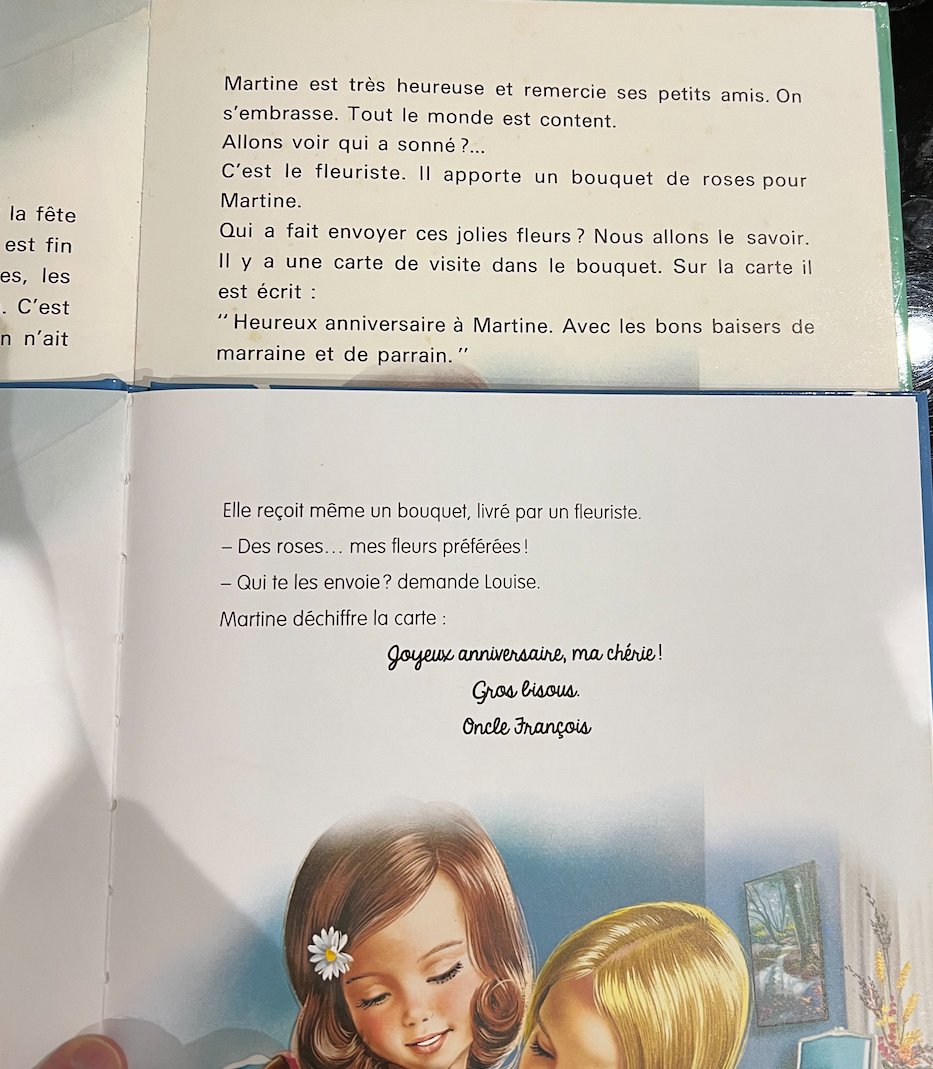 la fête
est fin
es, les
. C’est
n n’ait
Martine est très heureuse et remercie ses petits amis. On
s’embrasse. Tout le monde est content.
Allons voir qui a sonné ?...
C’est le fleuriste. Il apporte un bouquet de roses pour
Martine.
Qui a fait envoyer ces jolies fleurs ? Nous allons le savoir.
Il y a une carte de visite dans le bouquet. Sur la carte il
est écrit :
“ Heureux anniversaire à Martine. Avec les bons baisers de
marraine et de parrain. ”
Elle reçoit même un bouquet, livré par un fleuriste.
– Des roses… mes fleurs préférées !
– Qui te les envoie ? demande Louise.
Martine déchiffre la carte :
Joyeux anniversaire, ma chérie !
Gros bisous.
Oncle François